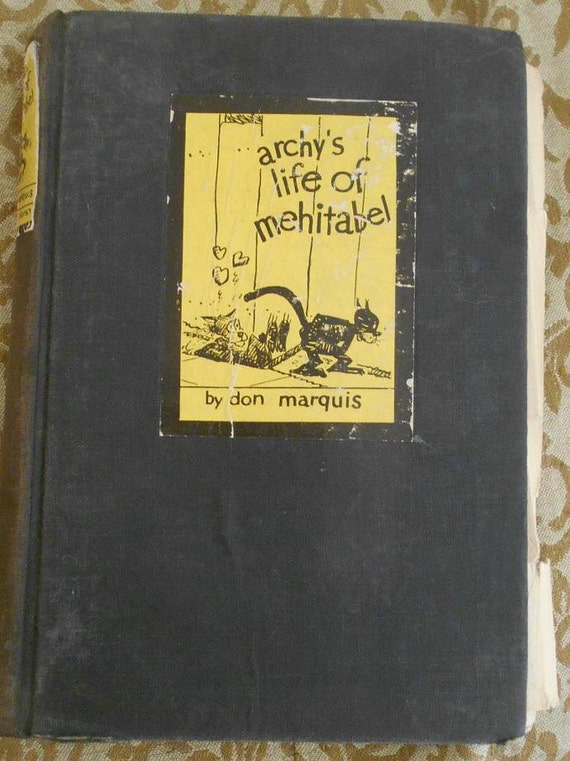 archy's
life of
mehitabel
by don marquis